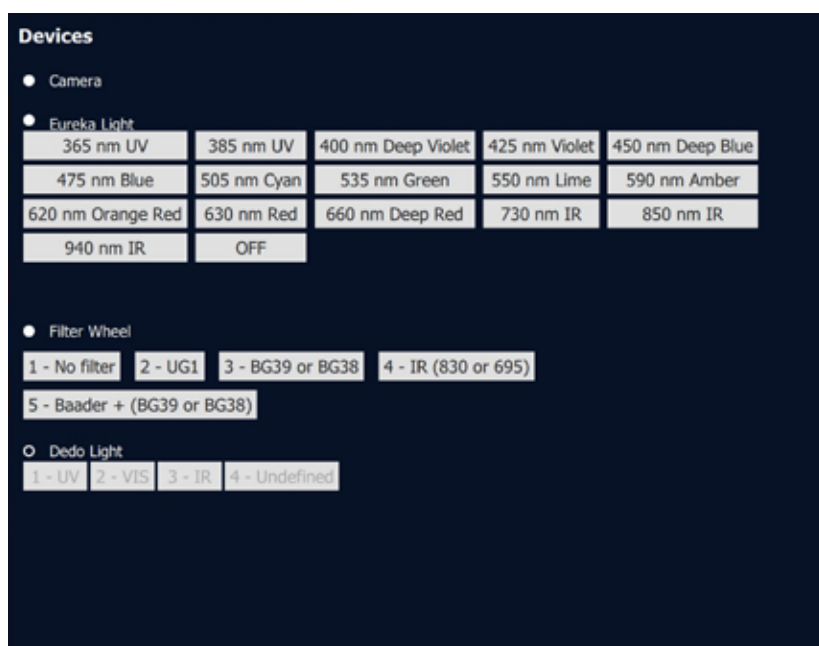 Devices
Camera
Eureka Light
365 nm UV 385 nm UV 400 nm Deep Violet 425 nm Violet 450 nm Deep Blue
475 nm Blue 505 nm Cyan 535 nm Green 550 nm Lime 590 nm Amber
620 nm Orange Red 630 nm Red 660 nm Deep Red 730 nm IR 850 nm IR
940 nm IR OFF
Filter Wheel
1 - No filter 2 - UG1 3 - BG39 or BG38 4 - IR (830 or 695)
5 - Baader + (BG39 or BG38)
Dedo Light
1 - UV 2 - VIS 3 - IR 4 - Undefined